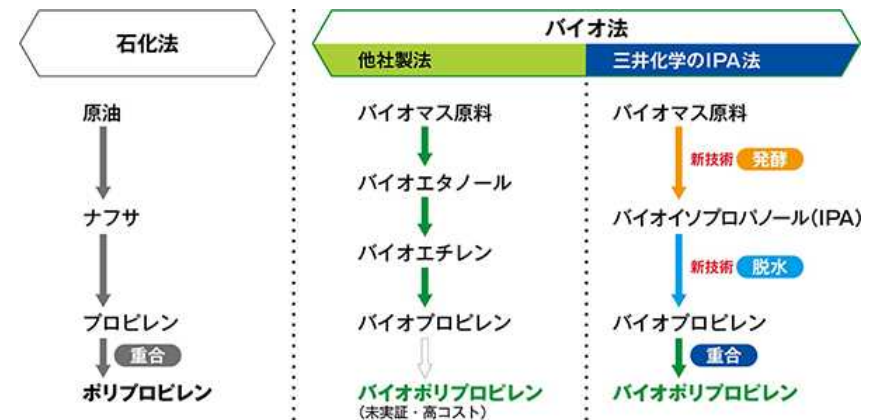 石化法
原油
ナフサ
プロピレン
重合
ポリプロピレン
バイオ法
他社製法
バイオマス原料
バイオエタノール
バイオエチレン
バイオプロピレン
バイオポリプロピレン
(未実証・高コスト)
三井化学のIPA法
バイオマス原料
新技術 発酵
バイオイソプロパノール(IPA)
新技術 脱水
バイオプロピレン
重合
バイオポリプロピレン